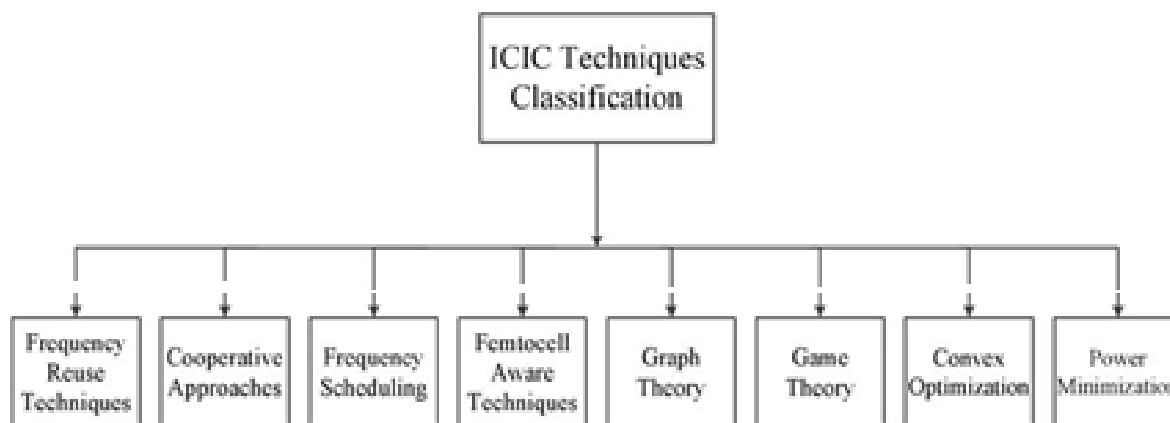 ICIC Techniques
Classification
Frequency
Reuse
Techniques
Cooperative
Approaches
Frequency
Scheduling
Femtocell
Aware
Techniques
Graph
Theory
Game
Theory
Convex
Optimization
Power
Minimization